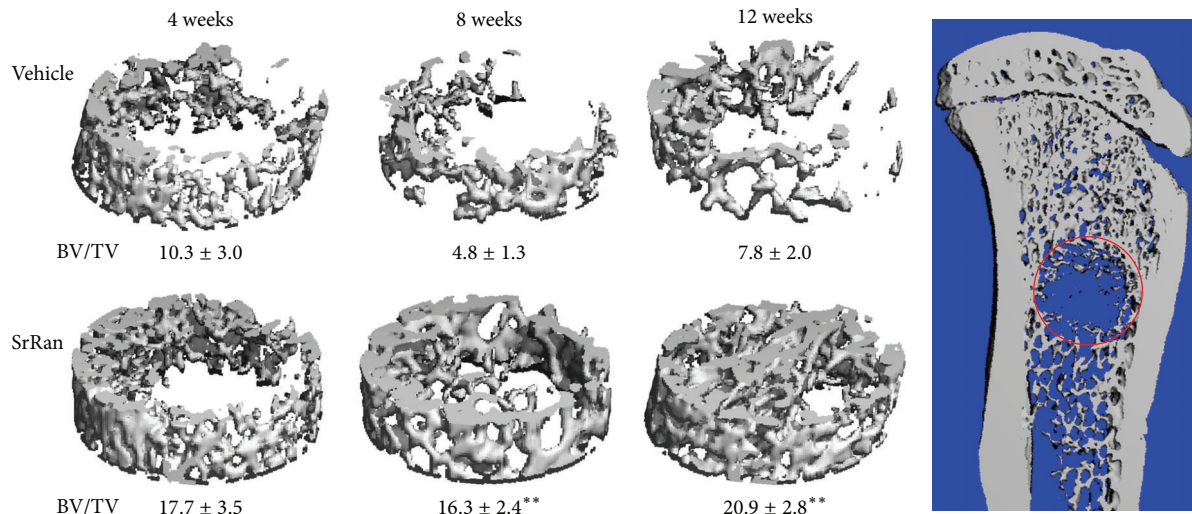 4 weeks 8 weeks 12 weeks
Vehicle
BV/TV 10.3 ± 3.0 4.8 ± 1.3 7.8 ± 2.0
SrRan
BV/TV 17.7 ± 3.5 16.3 ± 2.4** 20.9 ± 2.8**